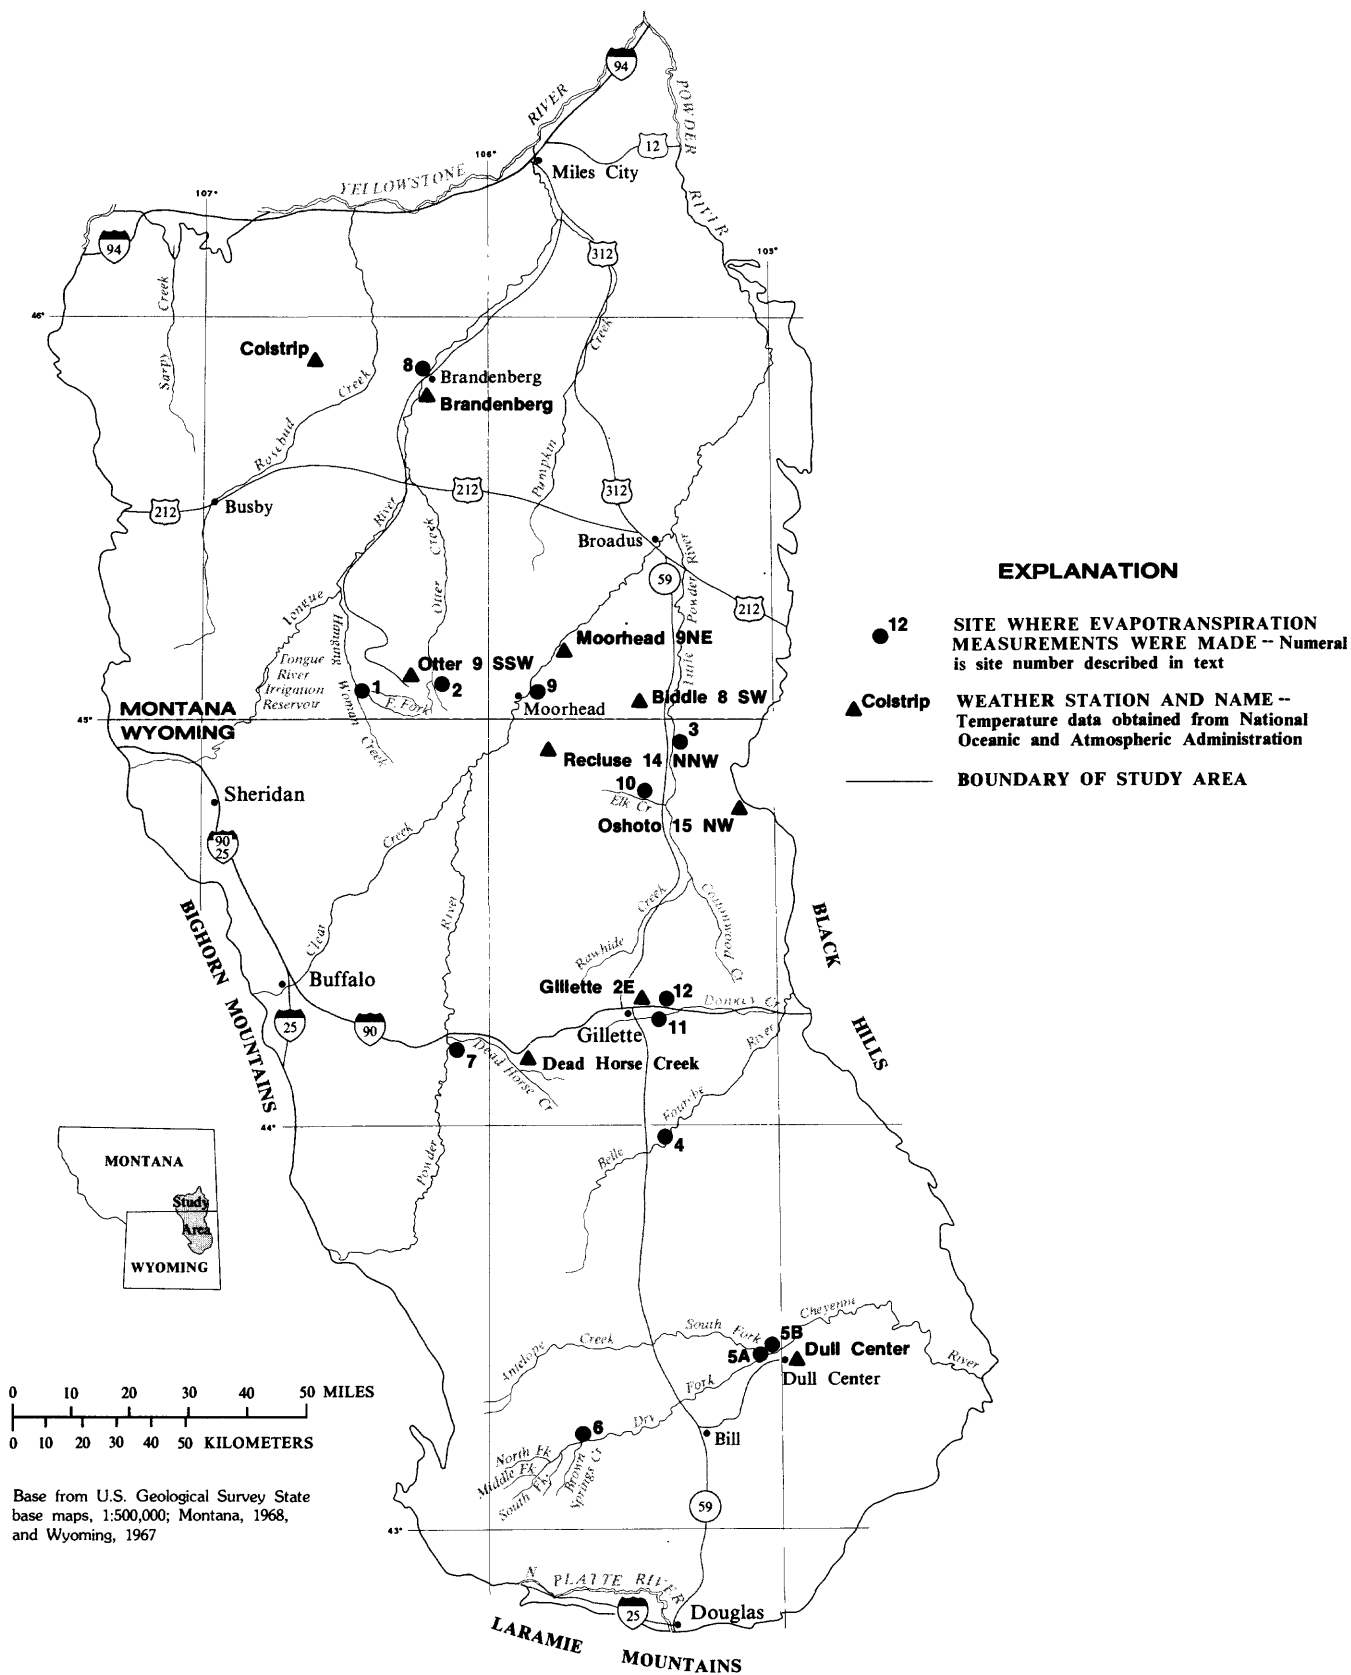 94
RIVER
POWDER
12
106°
Miles City
YELLOWSTONE
107°
RIVER
94
312
105°
Creek
46°
Creek
Colstrip
Sarpy
8
Brandenberg
Creek
Brandenberg
Rosebud
Pumpkin
212
312
212
Busby
River
Creek
Broadus
River
59
Powder
Little
212
Otter
Tongue
Hanging
Woman
Creek
Moorhead 9NE
Otter 9 SSW
Tongue
River
Irrigation
Reservoir
1
2
9
E. Fork
Moorhead
Biddle 8 SW
MONTANA
45°
WYOMING
3
Recluse 14 NNW
10
Elk Cr
Sheridan
Oshoto 15 NW
90
25
Creek
Clear
River
Creek
Rawhide
Cottonwood Cr
BIGHORN MOUNTAINS
BLACK
HILLS
Buffalo
Gillette 2E
12
Donkey Cr
25
90
Gillette
11
River
7
Dead Horse Cr
Dead Horse Creek
Fourche
44°
4
Belle
Powder
MONTANA
Study
Area
WYOMING
Cheyenne
South Fork
5B
Creek
Antelope
5A
Dull Center
River
Dull Center
Fork
Dry
6
Bill
North Fk
Middle Fk
South Fk
Brown
Springs Cr
59
43°
N PLATTE RIVER
25
Douglas
LARAMIE MOUNTAINS
0 10 20 30 40 50 MILES
0 10 20 30 40 50 KILOMETERS
Base from U.S. Geological Survey State
base maps, 1:500,000; Montana, 1968,
and Wyoming, 1967
EXPLANATION
12 SITE WHERE EVAPOTRANSPIRATION
MEASUREMENTS WERE MADE -- Numeral
is site number described in text
Colstrip WEATHER STATION AND NAME --
Temperature data obtained from National
Oceanic and Atmospheric Administration
BOUNDARY OF STUDY AREA